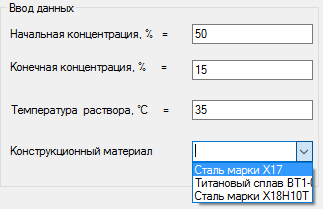 Ввод данных
Начальная концентрация, % = 50
Конечная концентрация, % = 15
Температура раствора, °С = 35
Конструкционный материал
Сталь марки Х17
Титановый сплав ВТ1-
Сталь марки Х18Н10Т